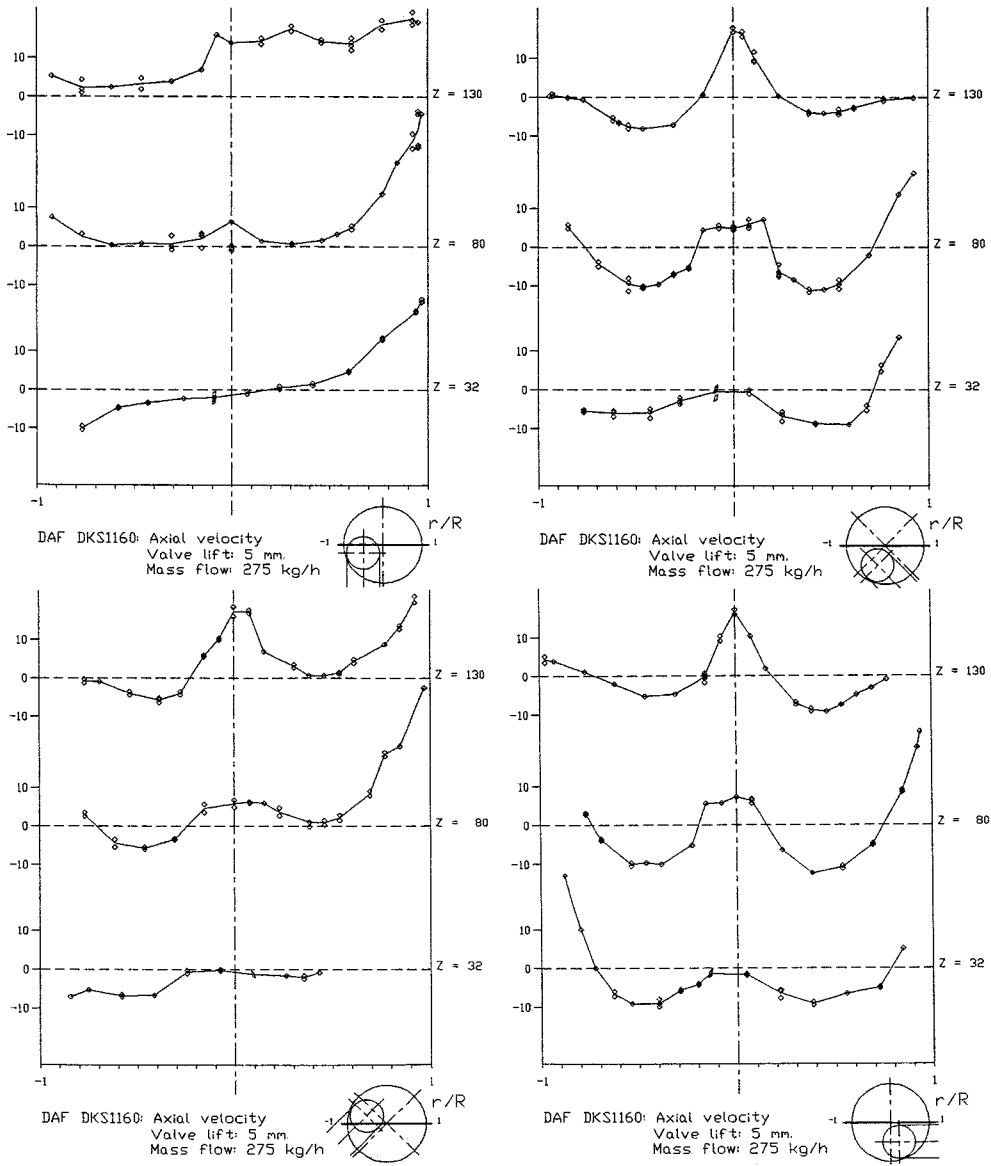 10
0
-10
Z = 130
10
0
-10
Z = 80
10
0
-10
Z = 32
-1
1
r/R
DAF DKS1160: Axial velocity
Valve lift: 5 mm.
Mass flow: 275 kg/h
-1
1
10
0
-10
Z = 130
10
0
-10
Z = 80
10
0
-10
Z = 32
-1
1
r/R
DAF DKS1160: Axial velocity
Valve lift: 5 mm.
Mass flow: 275 kg/h
-1
1
10
0
-10
Z = 130
10
0
-10
Z = 80
10
0
-10
Z = 32
-1
1
r/R
DAF DKS1160: Axial velocity
Valve lift: 5 mm.
Mass flow: 275 kg/h
-1
1
10
0
-10
Z = 130
10
0
-10
Z = 80
10
0
-10
Z = 32
-1
1
r/R
DAF DKS1160: Axial velocity
Valve lift: 5 mm.
Mass flow: 275 kg/h
-1
1